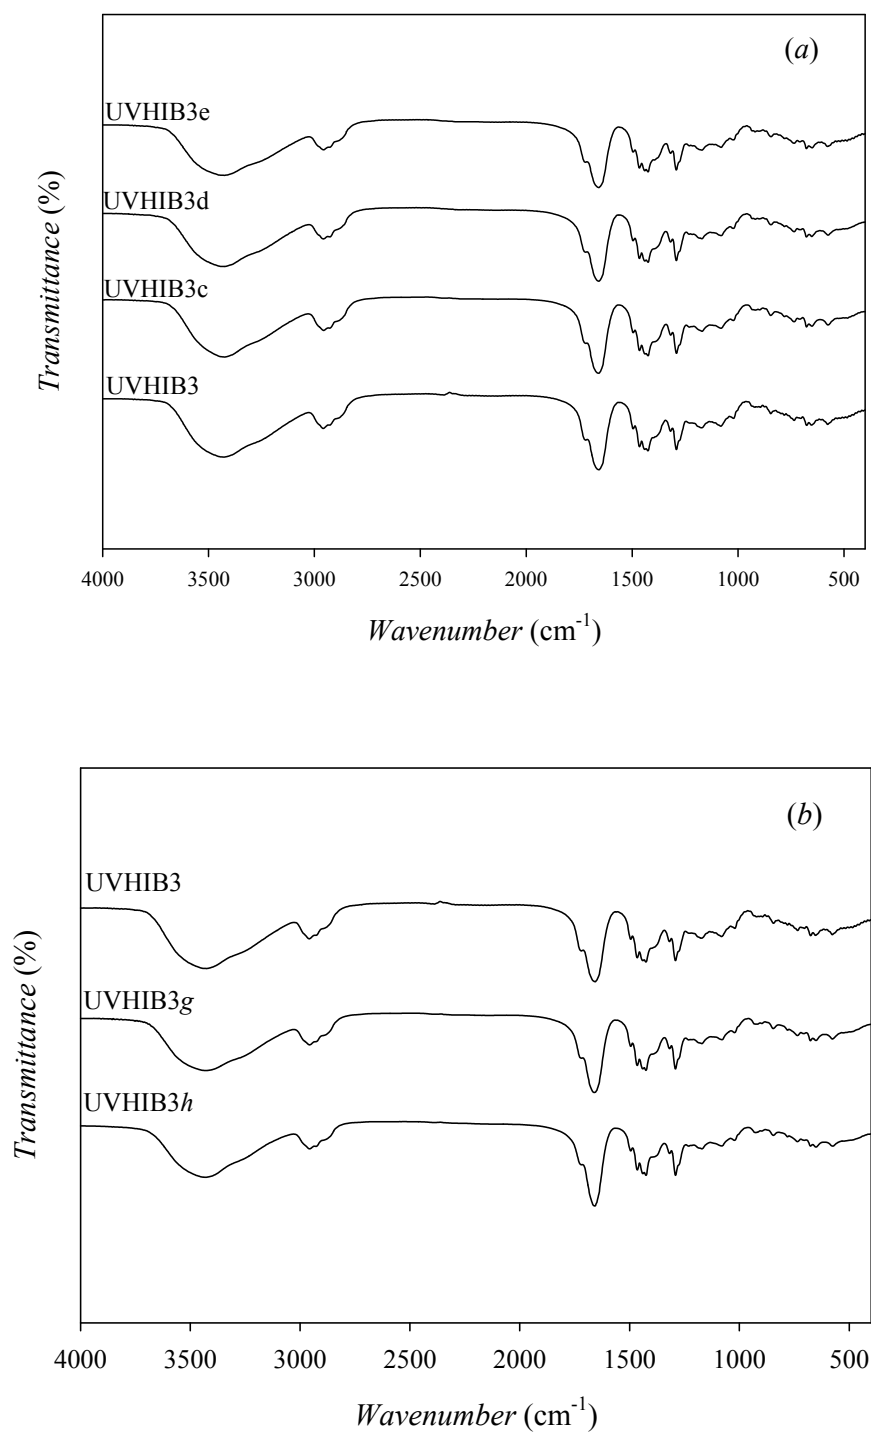 (a)
UVHIB3e
UVHIB3d
UVHIB3c
UVHIB3
Transmittance (%)
4000 3500 3000 2500 2000 1500 1000 500
Wavenumber (cm⁻¹)
(b)
UVHIB3
UVHIB3g
UVHIB3h
Transmittance (%)
4000 3500 3000 2500 2000 1500 1000 500
Wavenumber (cm⁻¹)